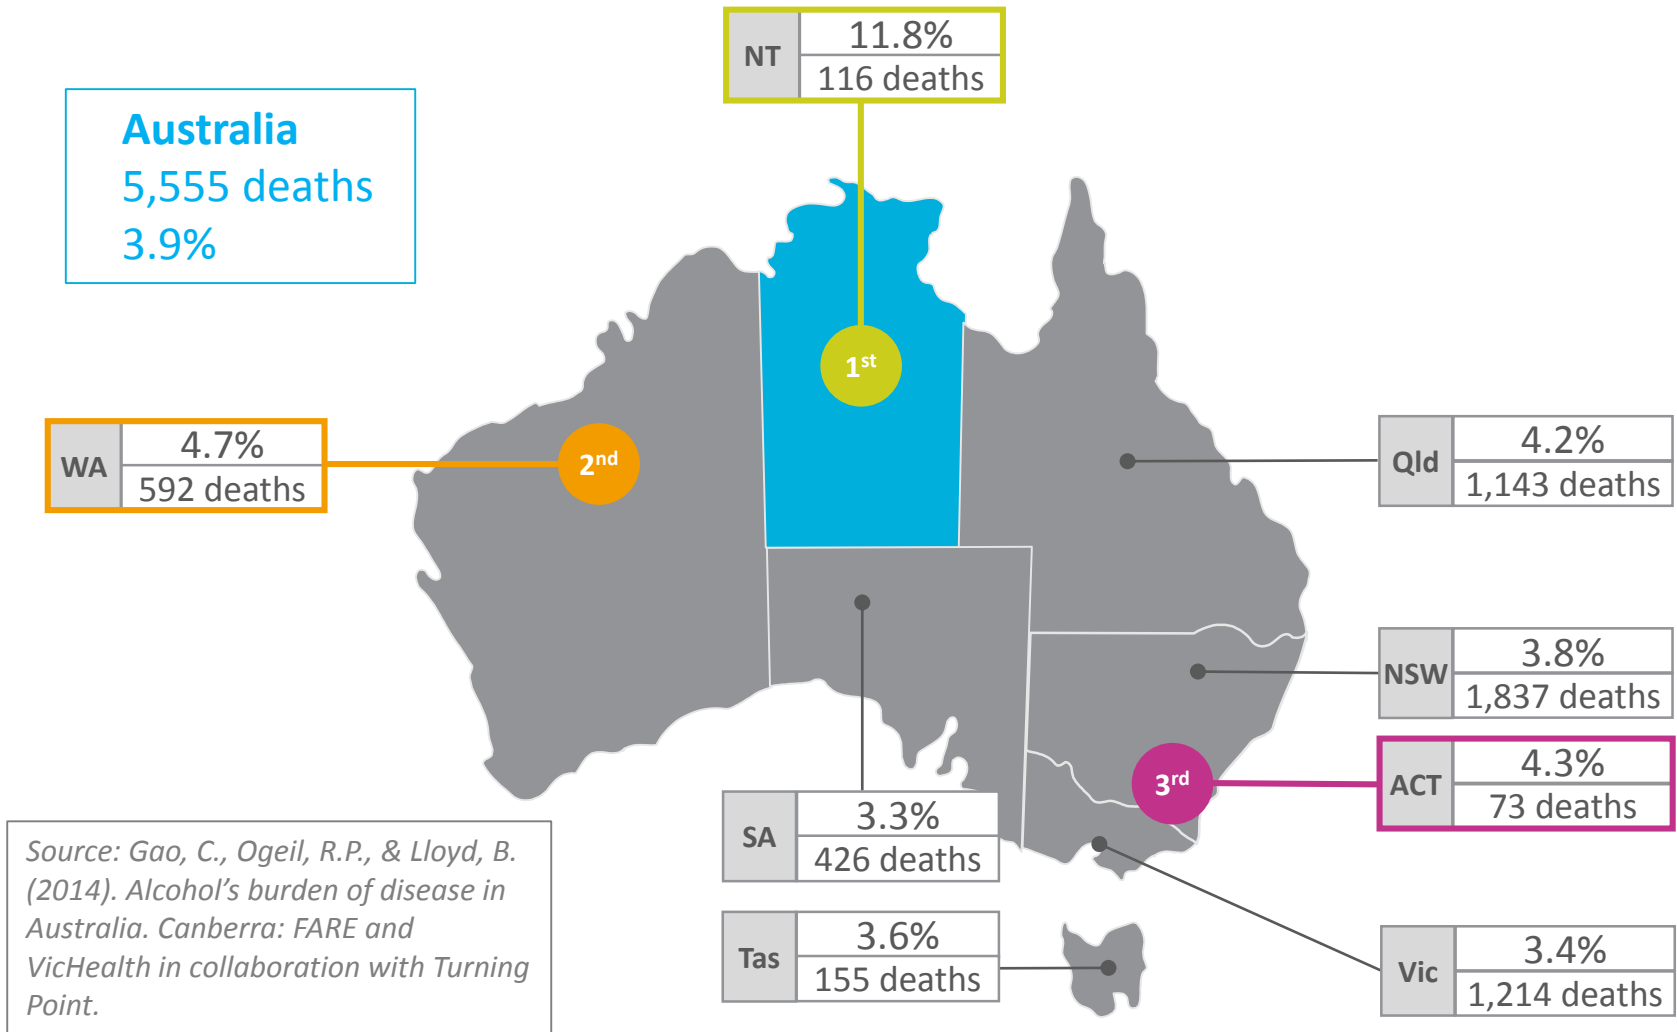 NT
11.8%
116 deaths
Australia
5,555 deaths
3.9%
1st
WA
4.7%
592 deaths
2nd
Qld
4.2%
1,143 deaths
NSW
3.8%
1,837 deaths
3rd
ACT
4.3%
73 deaths
SA
3.3%
426 deaths
Source: Gao, C., Ogeil, R.P., & Lloyd, B.
(2014). Alcohol’s burden of disease in
Australia. Canberra: FARE and
VicHealth in collaboration with Turning
Point.
Tas
3.6%
155 deaths
Vic
3.4%
1,214 deaths